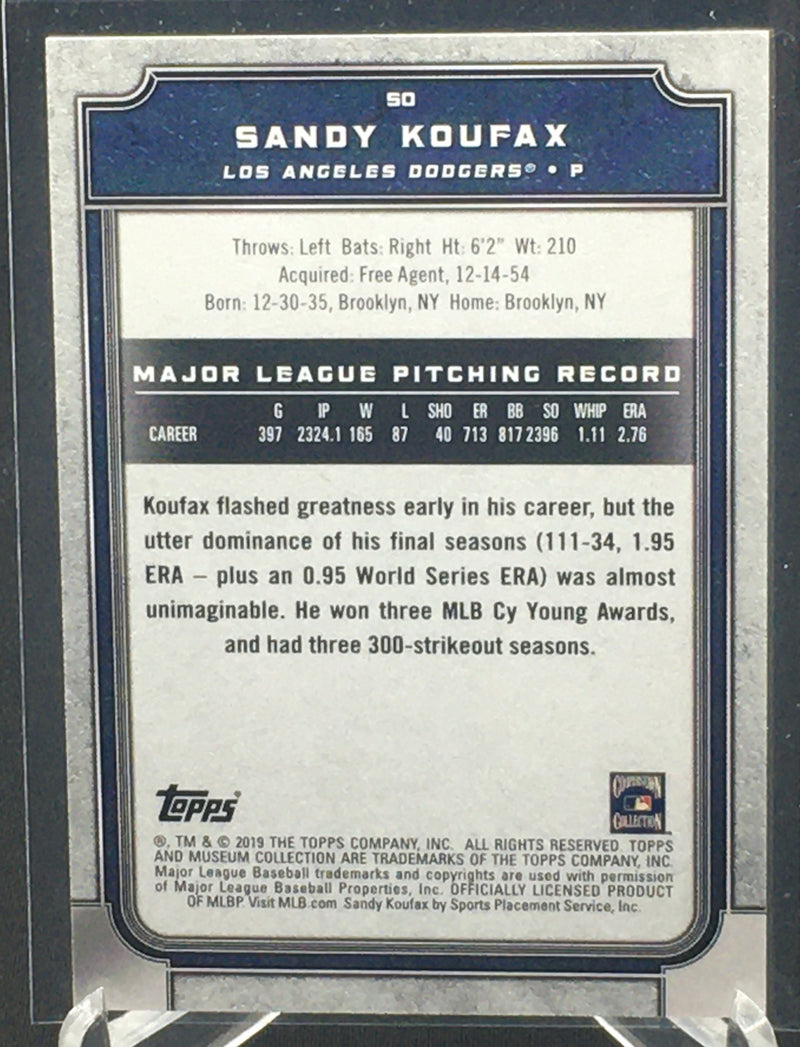 50
SANDY KOUFAX
LOS ANGELES DODGERS® • P
Throws: Left Bats: Right Ht: 6'2" Wt: 210
Acquired: Free Agent, 12-14-54
Born: 12-30-35, Brooklyn, NY Home: Brooklyn, NY
MAJOR LEAGUE PITCHING RECORD
G IP W L SHO ER BB SO WHIP ERA
CAREER 397 2324.1 165 87 40 713 817 2396 1.11 2.76
Koufax flashed greatness early in his career, but the
utter dominance of his final seasons (111-34, 1.95
ERA – plus an 0.95 World Series ERA) was almost
unimaginable. He won three MLB Cy Young Awards,
and had three 300-strikeout seasons.
Topps®
COOPERSTOWN
COLLECTION
®, TM & © 2019 THE TOPPS COMPANY, INC. ALL RIGHTS RESERVED. TOPPS
AND MUSEUM COLLECTION ARE TRADEMARKS OF THE TOPPS COMPANY, INC.
Major League Baseball trademarks and copyrights are used with permission
of Major League Baseball Properties, Inc. OFFICIALLY LICENSED PRODUCT
OF MLBP. Visit MLB.com Sandy Koufax by Sports Placement Service, Inc.